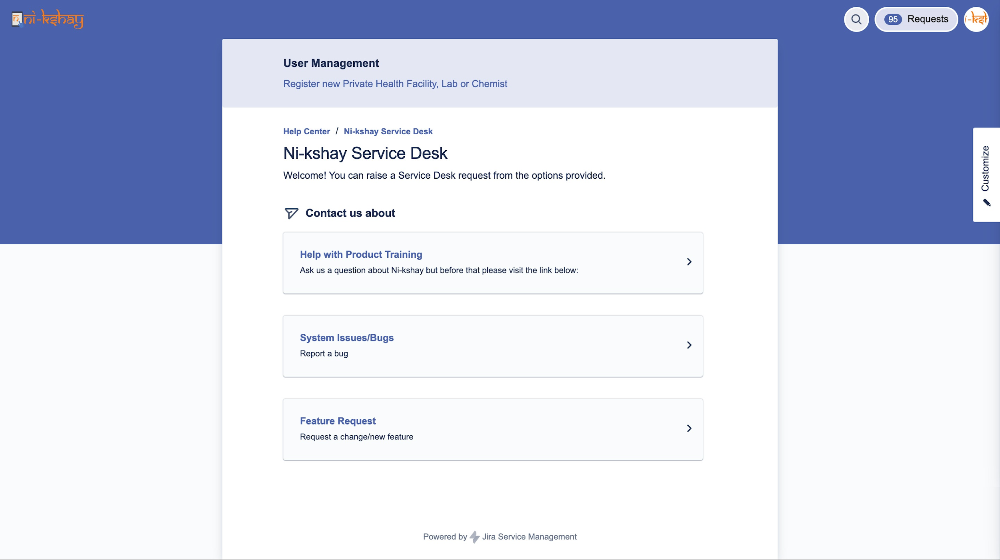 ni-kshay
95 Requests
User Management
Register new Private Health Facility, Lab or Chemist
Help Center / Ni-kshay Service Desk
Ni-kshay Service Desk
Welcome! You can raise a Service Desk request from the options provided.
Customize
Contact us about
Help with Product Training
Ask us a question about Ni-kshay but before that please visit the link below:
System Issues/Bugs
Report a bug
Feature Request
Request a change/new feature
Powered by Jira Service Management